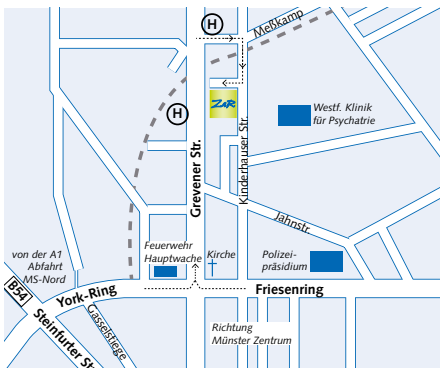 H
Meßkamp
ZaR
H
Westf. Klinik
für Psychatrie
Kinderhauser Str.
Grevener Str.
Jahnstr.
von der A1
Abfahrt
MS-Nord
Feuerwehr
Hauptwache
Kirche
Polizei-
präsidium
B54
York-Ring
Friesenring
Steinfurter Str
Gasselstiege
Richtung
Münster Zentrum